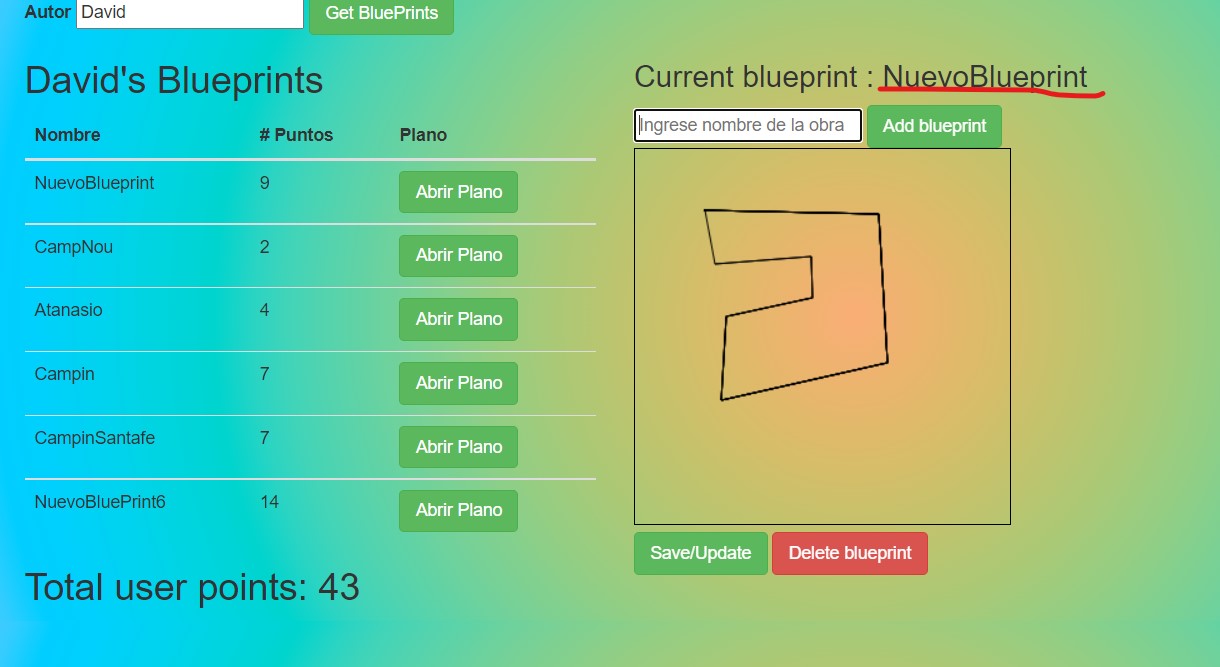 Autor David Get BluePrints
David's Blueprints
Nombre # Puntos Plano
NuevoBlueprint 9 Abrir Plano
CampNou 2 Abrir Plano
Atanasio 4 Abrir Plano
Campin 7 Abrir Plano
CampinSantafe 7 Abrir Plano
NuevoBluePrint6 14 Abrir Plano
Total user points: 43
Current blueprint : NuevoBlueprint
Ingrese nombre de la obra Add blueprint
Save/Update Delete blueprint